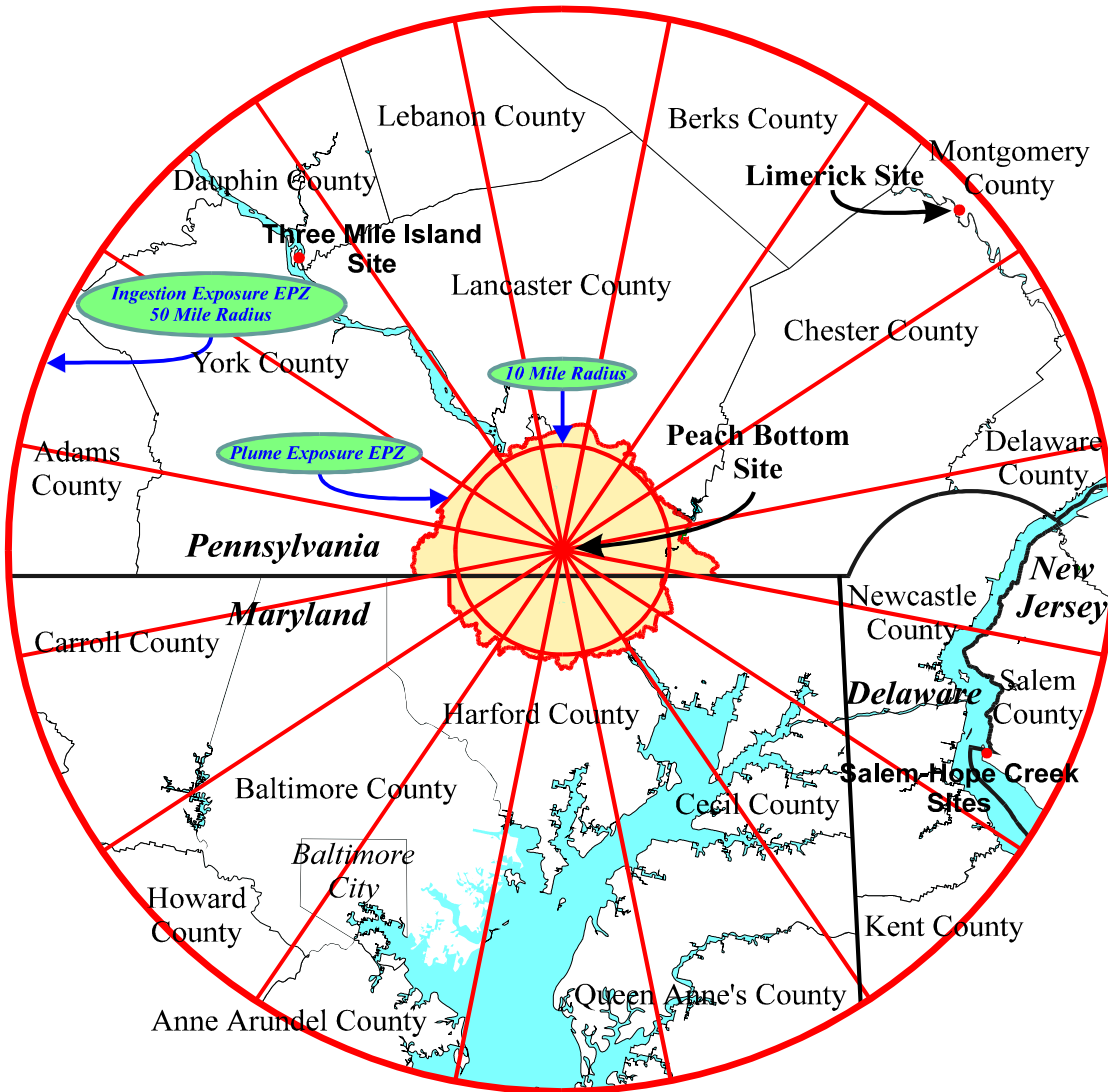 Lebanon County
Berks County
Montgomery
County
Limerick Site
Dauphin County
Three Mile Island
Site
Lancaster County
Ingestion Exposure EPZ
50 Mile Radius
Chester County
York County
10 Mile Radius
Peach Bottom
Site
Delaware
County
Adams
County
Plume Exposure EPZ
Pennsylvania
New
Jersey
Newcastle
County
Maryland
Carroll County
Delaware
Salem
County
Harford County
Salem-Hope Creek
Sites
Baltimore County
Cecil County
Baltimore
City
Howard
County
Kent County
Queen Anne's County
Anne Arundel County